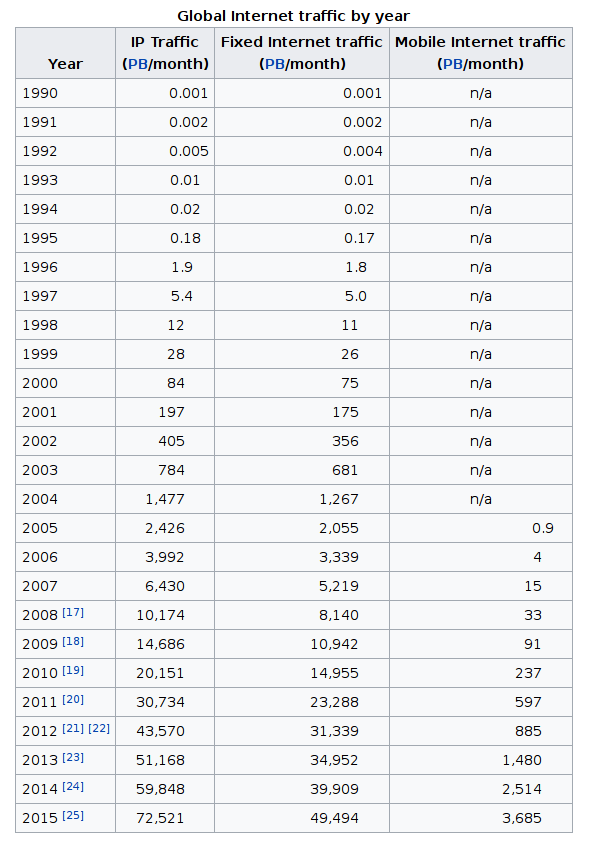 Global Internet traffic by year
Year IP Traffic (PB/month) Fixed Internet traffic (PB/month) Mobile Internet traffic (PB/month)
1990 0.001 0.001 n/a
1991 0.002 0.002 n/a
1992 0.005 0.004 n/a
1993 0.01 0.01 n/a
1994 0.02 0.02 n/a
1995 0.18 0.17 n/a
1996 1.9 1.8 n/a
1997 5.4 5.0 n/a
1998 12 11 n/a
1999 28 26 n/a
2000 84 75 n/a
2001 197 175 n/a
2002 405 356 n/a
2003 784 681 n/a
2004 1,477 1,267 n/a
2005 2,426 2,055 0.9
2006 3,992 3,339 4
2007 6,430 5,219 15
2008 [17] 10,174 8,140 33
2009 [18] 14,686 10,942 91
2010 [19] 20,151 14,955 237
2011 [20] 30,734 23,288 597
2012 [21] [22] 43,570 31,339 885
2013 [23] 51,168 34,952 1,480
2014 [24] 59,848 39,909 2,514
2015 [25] 72,521 49,494 3,685